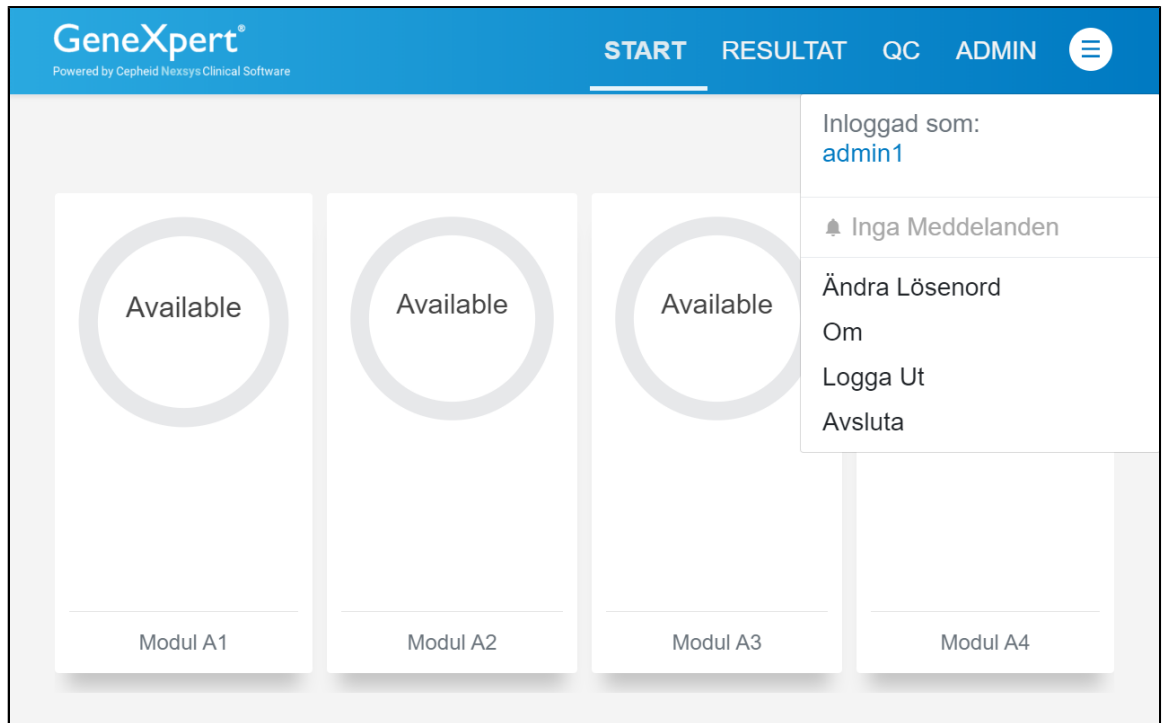 GeneXpert®
Powered by Cepheid Nexsys Clinical Software
START RESULTAT QC ADMIN
Inloggad som:
admin1
Inga Meddelanden
Ändra Lösenord
Om
Logga Ut
Avsluta
Available Available Available
Modul A1 Modul A2 Modul A3 Modul A4